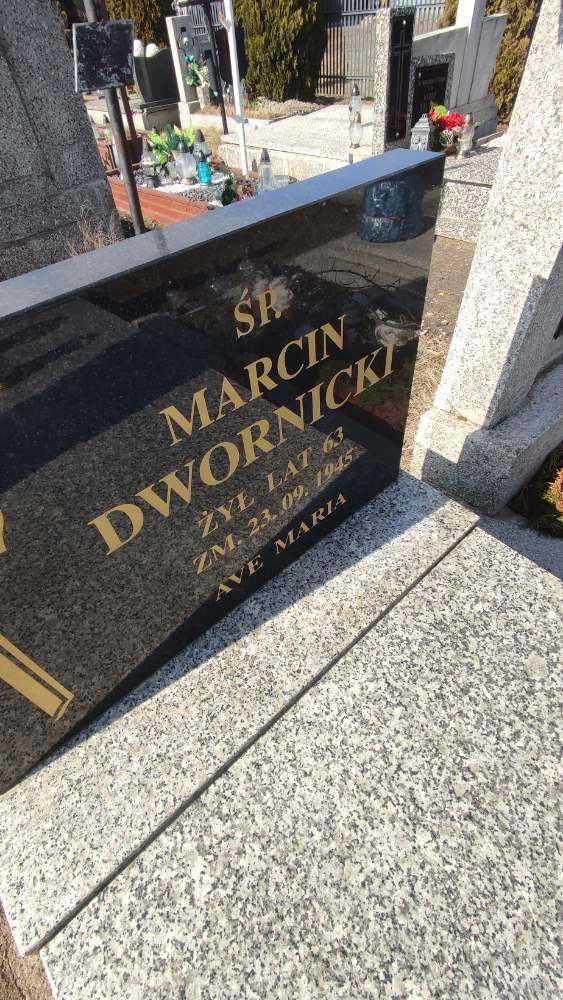 ŚP.
MARCIN
DWORNICKI
ŻYŁ LAT 63
ZM. 23. 09. 1945
AVE MARIA